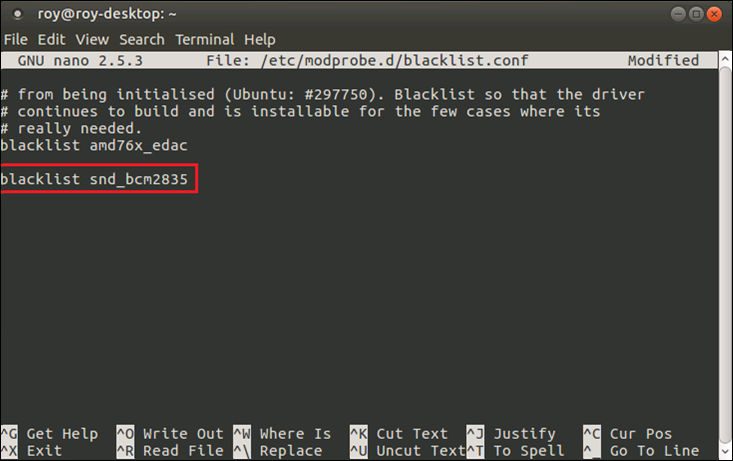 roy@roy-desktop: ~
File Edit View Search Terminal Help
GNU nano 2.5.3 File: /etc/modprobe.d/blacklist.conf Modified
# from being initialised (Ubuntu: #297750). Blacklist so that the driver
# continues to build and is installable for the few cases where its
# really needed.
blacklist amd76x_edac
blacklist snd_bcm2835
^G Get Help ^O Write Out ^W Where Is ^K Cut Text ^J Justify ^C Cur Pos
^X Exit ^R Read File ^\ Replace ^U Uncut Text^T To Spell ^_ Go To Line